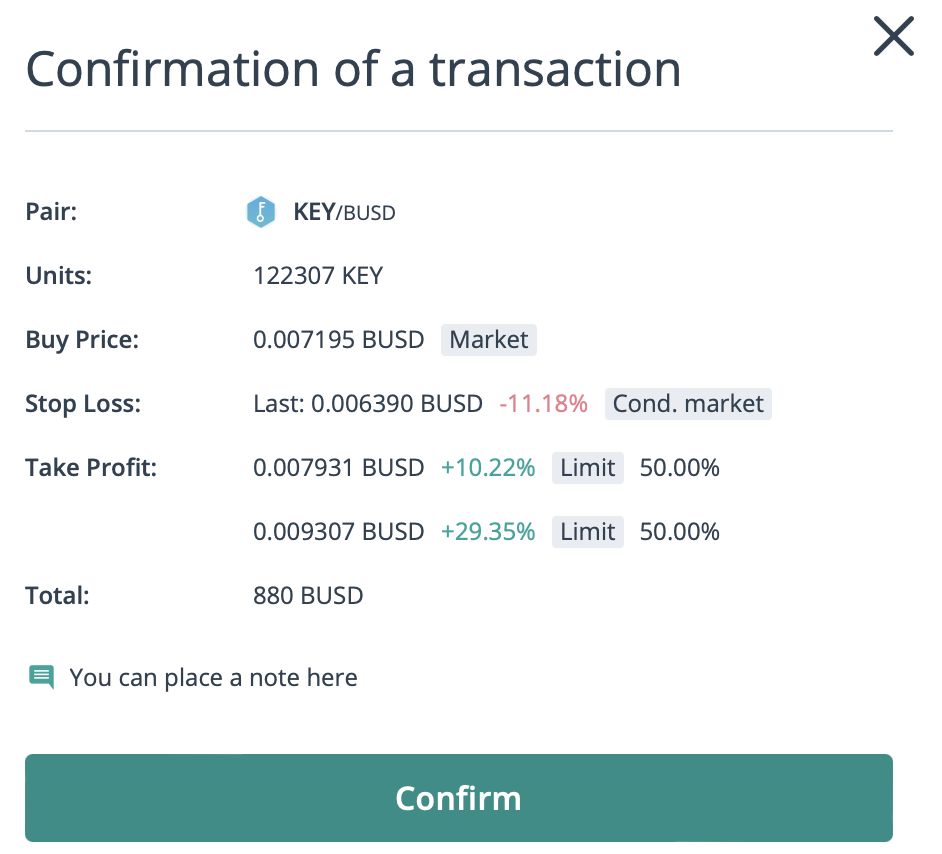 Confirmation of a transaction
Pair: KEY/BUSD
Units: 122307 KEY
Buy Price: 0.007195 BUSD Market
Stop Loss: Last: 0.006390 BUSD -11.18% Cond. market
Take Profit: 0.007931 BUSD +10.22% Limit 50.00%
0.009307 BUSD +29.35% Limit 50.00%
Total: 880 BUSD
You can place a note here
Confirm